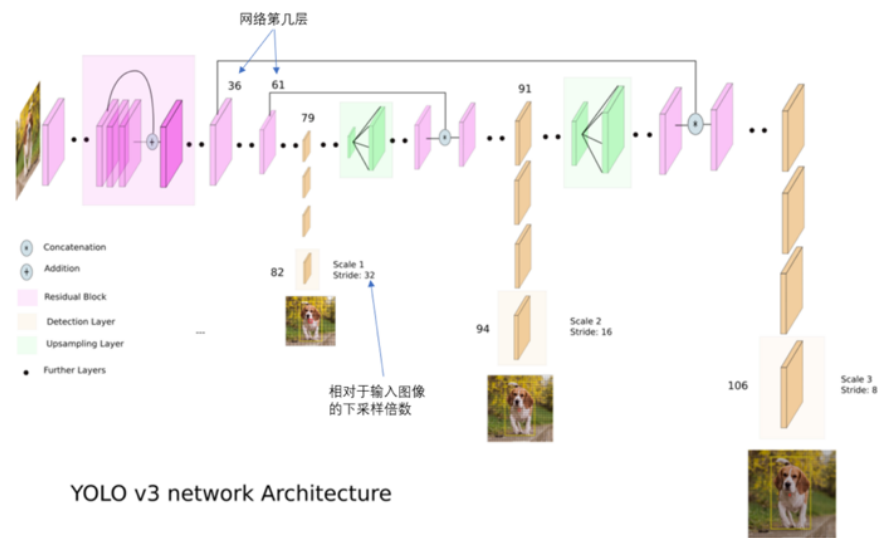 网络第几层
36
61
79
91
Concatenation
Addition
Residual Block
Detection Layer
Upsampling Layer
Further Layers
...
82
Scale 1
Stride: 32
相对于输入图像
的下采样倍数
94
Scale 2
Stride: 16
106
Scale 3
Stride: 8
YOLO v3 network Architecture